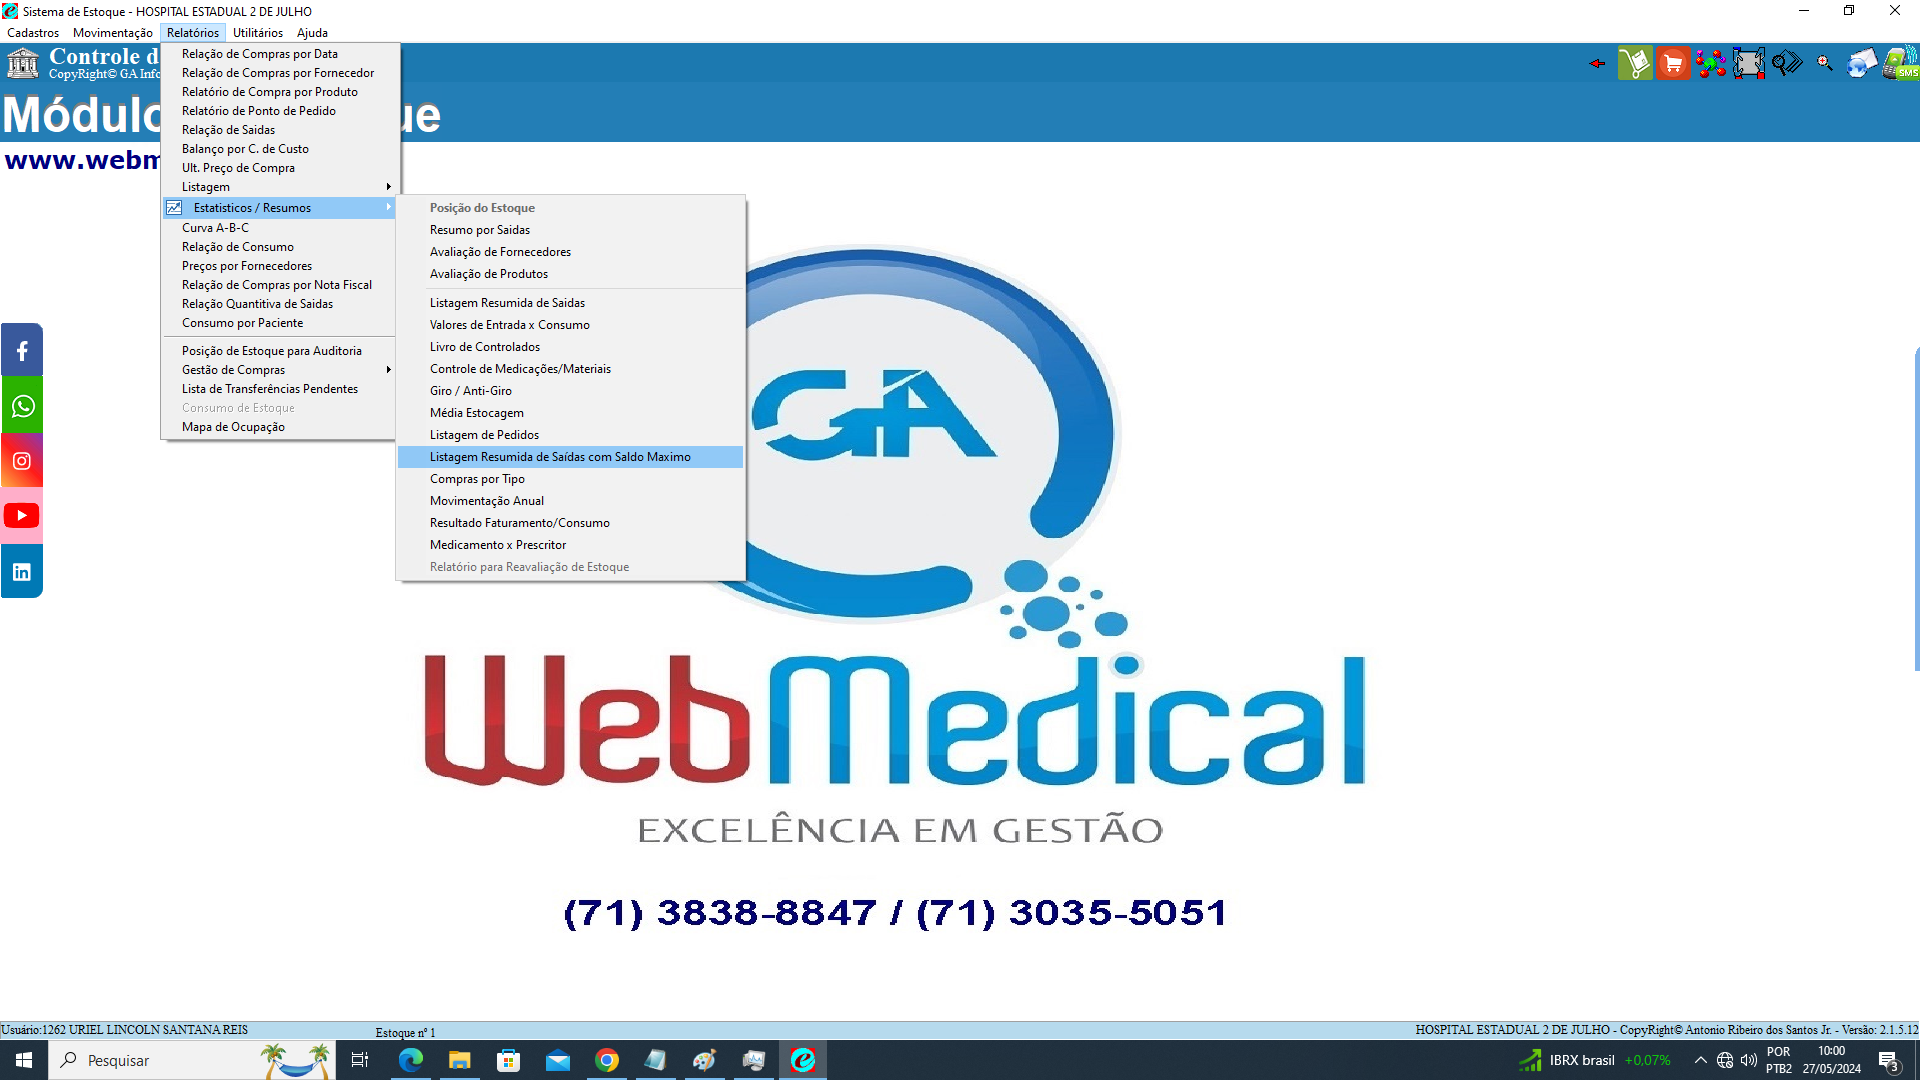 Sistema de Estoque - HOSPITAL ESTADUAL 2 DE JULHO
Cadastros Movimentação Relatórios Utilitários Ajuda
Controle d
CopyRight© GA Info
SMS
Módulo ue
www.webm
Relação de Compras por Data
Relação de Compras por Fornecedor
Relatório de Compra por Produto
Relatório de Ponto de Pedido
Relação de Saidas
Balanço por C. de Custo
Ult. Preço de Compra
Listagem
Estatisticos / Resumos
Curva A-B-C
Relação de Consumo
Preços por Fornecedores
Relação de Compras por Nota Fiscal
Relação Quantitiva de Saidas
Consumo por Paciente
Posição de Estoque para Auditoria
Gestão de Compras
Lista de Transferências Pendentes
Consumo de Estoque
Mapa de Ocupação
Posição do Estoque
Resumo por Saidas
Avaliação de Fornecedores
Avaliação de Produtos
Listagem Resumida de Saidas
Valores de Entrada x Consumo
Livro de Controlados
Controle de Medicações/Materiais
Giro / Anti-Giro
Média Estocagem
Listagem de Pedidos
Listagem Resumida de Saídas com Saldo Maximo
Compras por Tipo
Movimentação Anual
Resultado Faturamento/Consumo
Medicamento x Prescritor
Relatório para Reavaliação de Estoque
GA
WebMedical
EXCELÊNCIA EM GESTÃO
(71) 3838-8847 / (71) 3035-5051
Usuário:1262 URIEL LINCOLN SANTANA REIS
Estoque nº 1
HOSPITAL ESTADUAL 2 DE JULHO - CopyRight© Antonio Ribeiro dos Santos Jr. - Versão: 2.1.5.12
Pesquisar
IBRX brasil +0,07%
POR
PTB2
10:00
27/05/2024
3